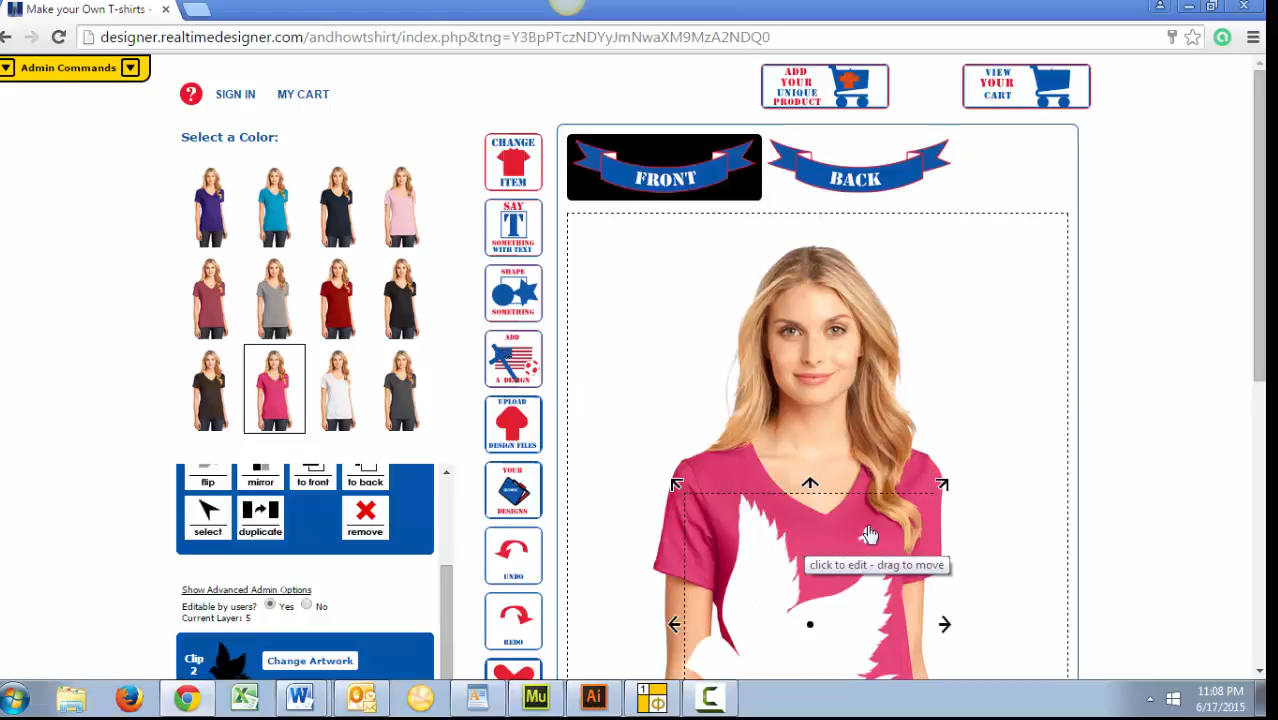 Make your Own T-shirts -
designer.realtimedesigner.com/andhowtshirt/index.php&tng=Y3BpPTczNDYyJmNwaXM9MzA2NDQ0
Admin Commands
?
SIGN IN
MY CART
ADD
YOUR
UNIQUE
PRODUCT
VIEW
YOUR
CART
Select a Color:
CHANGE
ITEM
SAY
T
SOMETHING
WITH TEXT
SHAPE
SOMETHING
ADD
A DESIGN
UPLOAD
DESIGN FILES
YOUR
DESIGNS
UNDO
REDO
FRONT
BACK
flip
mirror
to front
to back
select
duplicate
remove
click to edit - drag to move
Show Advanced Admin Options
Editable by users?
Yes
No
Current Layer: 5
Clip
2
Change Artwork
Mu
Ai
11:08 PM
6/17/2015